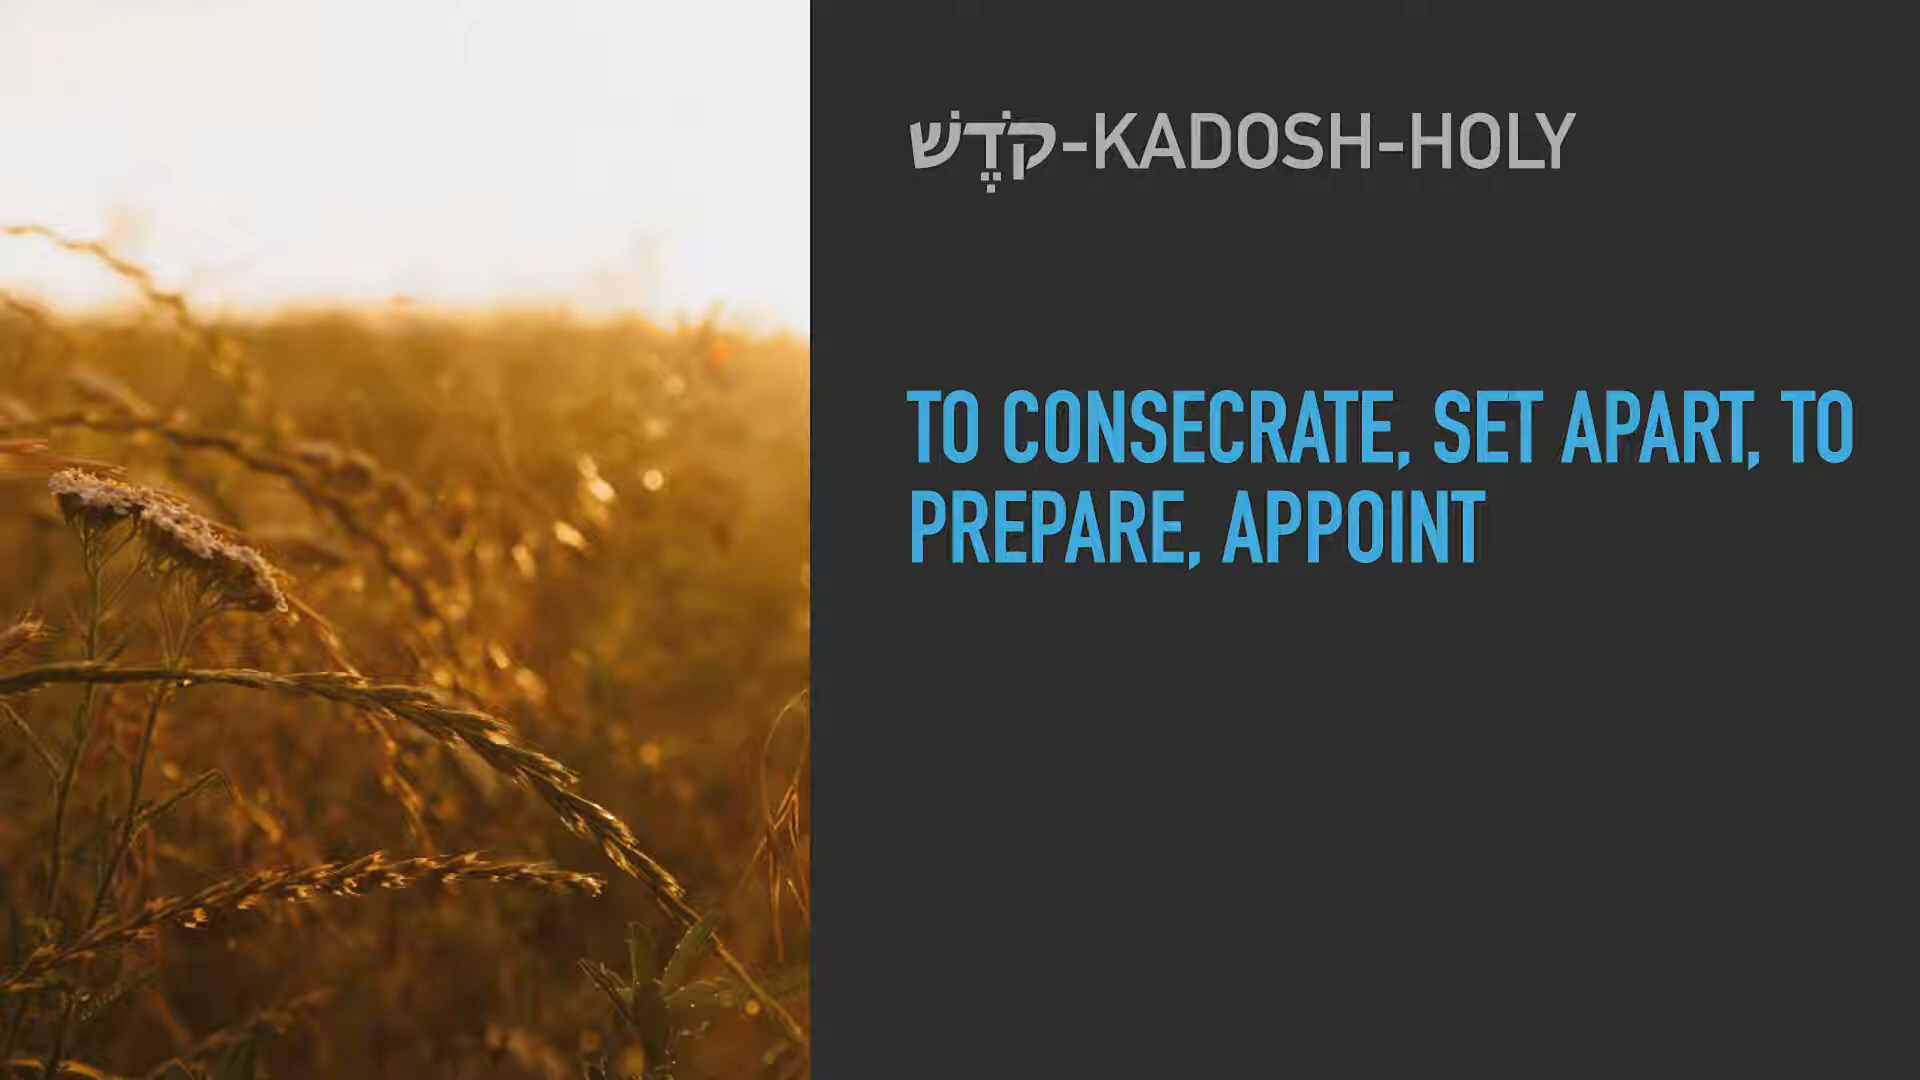 קֹדֶשׁ-KADOSH-HOLY
TO CONSECRATE, SET APART, TO
PREPARE, APPOINT